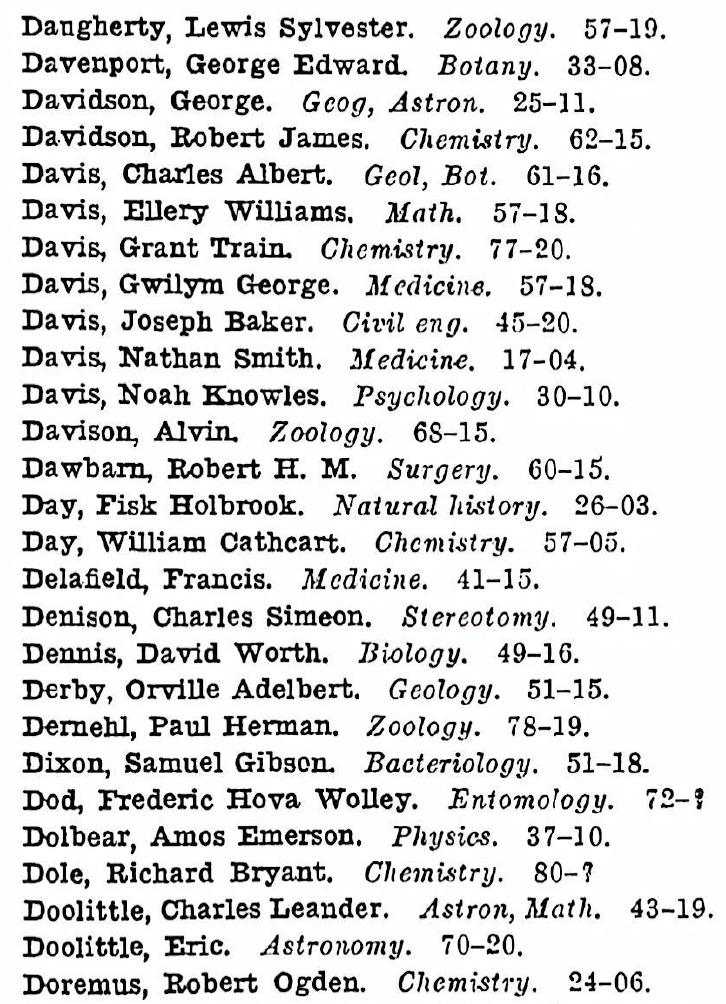 Daugherty, Lewis Sylvester. Zoology. 57–19.
Davenport, George Edward. Botany. 33–08.
Davidson, George. Geog, Astron. 25–11.
Davidson, Robert James. Chemistry. 62–15.
Davis, Charles Albert. Geol, Bot. 61–16.
Davis, Ellery Williams. Math. 57–18.
Davis, Grant Train. Chemistry. 77–20.
Davis, Gwilym George. Medicine. 57–18.
Davis, Joseph Baker. Civil eng. 45–20.
Davis, Nathan Smith. Medicine. 17–04.
Davis, Noah Knowles. Psychology. 30–10.
Davison, Alvin. Zoology. 68–15.
Dawbarn, Robert H. M. Surgery. 60–15.
Day, Fisk Holbrook. Natural history. 26–03.
Day, William Cathcart. Chemistry. 57–05.
Delafield, Francis. Medicine. 41–15.
Denison, Charles Simeon. Stereotomy. 49–11.
Dennis, David Worth. Biology. 49–16.
Derby, Orville Adelbert. Geology. 51–15.
Dernehl, Paul Herman. Zoology. 78–19.
Dixon, Samuel Gibson. Bacteriology. 51–18.
Dod, Frederic Hova Wolley. Entomology. 72–?
Dolbear, Amos Emerson. Physics. 37–10.
Dole, Richard Bryant. Chemistry. 80–?
Doolittle, Charles Leander. Astron, Math. 43–19.
Doolittle, Eric. Astronomy. 70–20.
Doremus, Robert Ogden. Chemistry. 24–06.